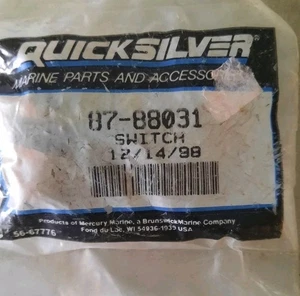 QUICKSILVER®
MARINE PARTS AND ACCESSORIES
87-88031
SWITCH
12/14/98
Products of Mercury Marine, a Brunswick Marine Company
Fond du Lac, WI 54936-1939 USA
56-67776